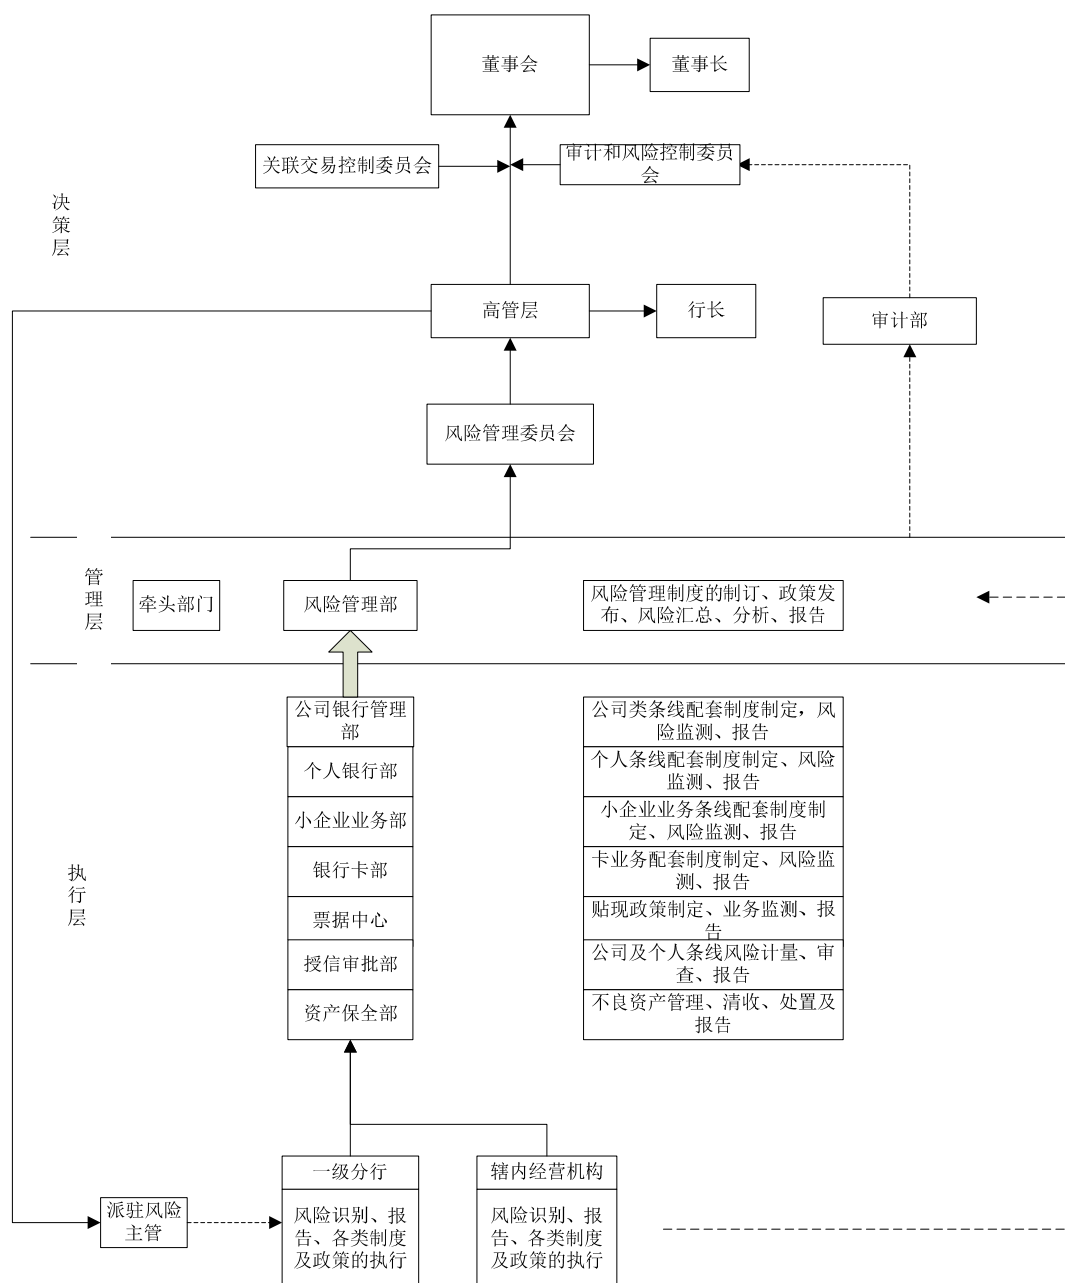 董事会
董事长
关联交易控制委员会
审计和风险控制委员
会
决
策
层
高管层
行长
审计部
风险管理委员会
管
理
层
牵头部门
风险管理部
风险管理制度的制订、政策发
布、风险汇总、分析、报告
执
行
层
公司银行管理
部
公司类条线配套制度制定，风
险监测、报告
个人银行部
个人条线配套制度制定、风险
监测、报告
小企业业务部
小企业业务条线配套制度制
定、风险监测、报告
银行卡部
卡业务配套制度制定、风险监
测、报告
票据中心
贴现政策制定、业务监测、报
告
授信审批部
公司及个人条线风险计量、审
查、报告
资产保全部
不良资产管理、清收、处置及
报告
一级分行
风险识别、报
告、各类制度
及政策的执行
辖内经营机构
风险识别、报
告、各类制度
及政策的执行
派驻风险
主管